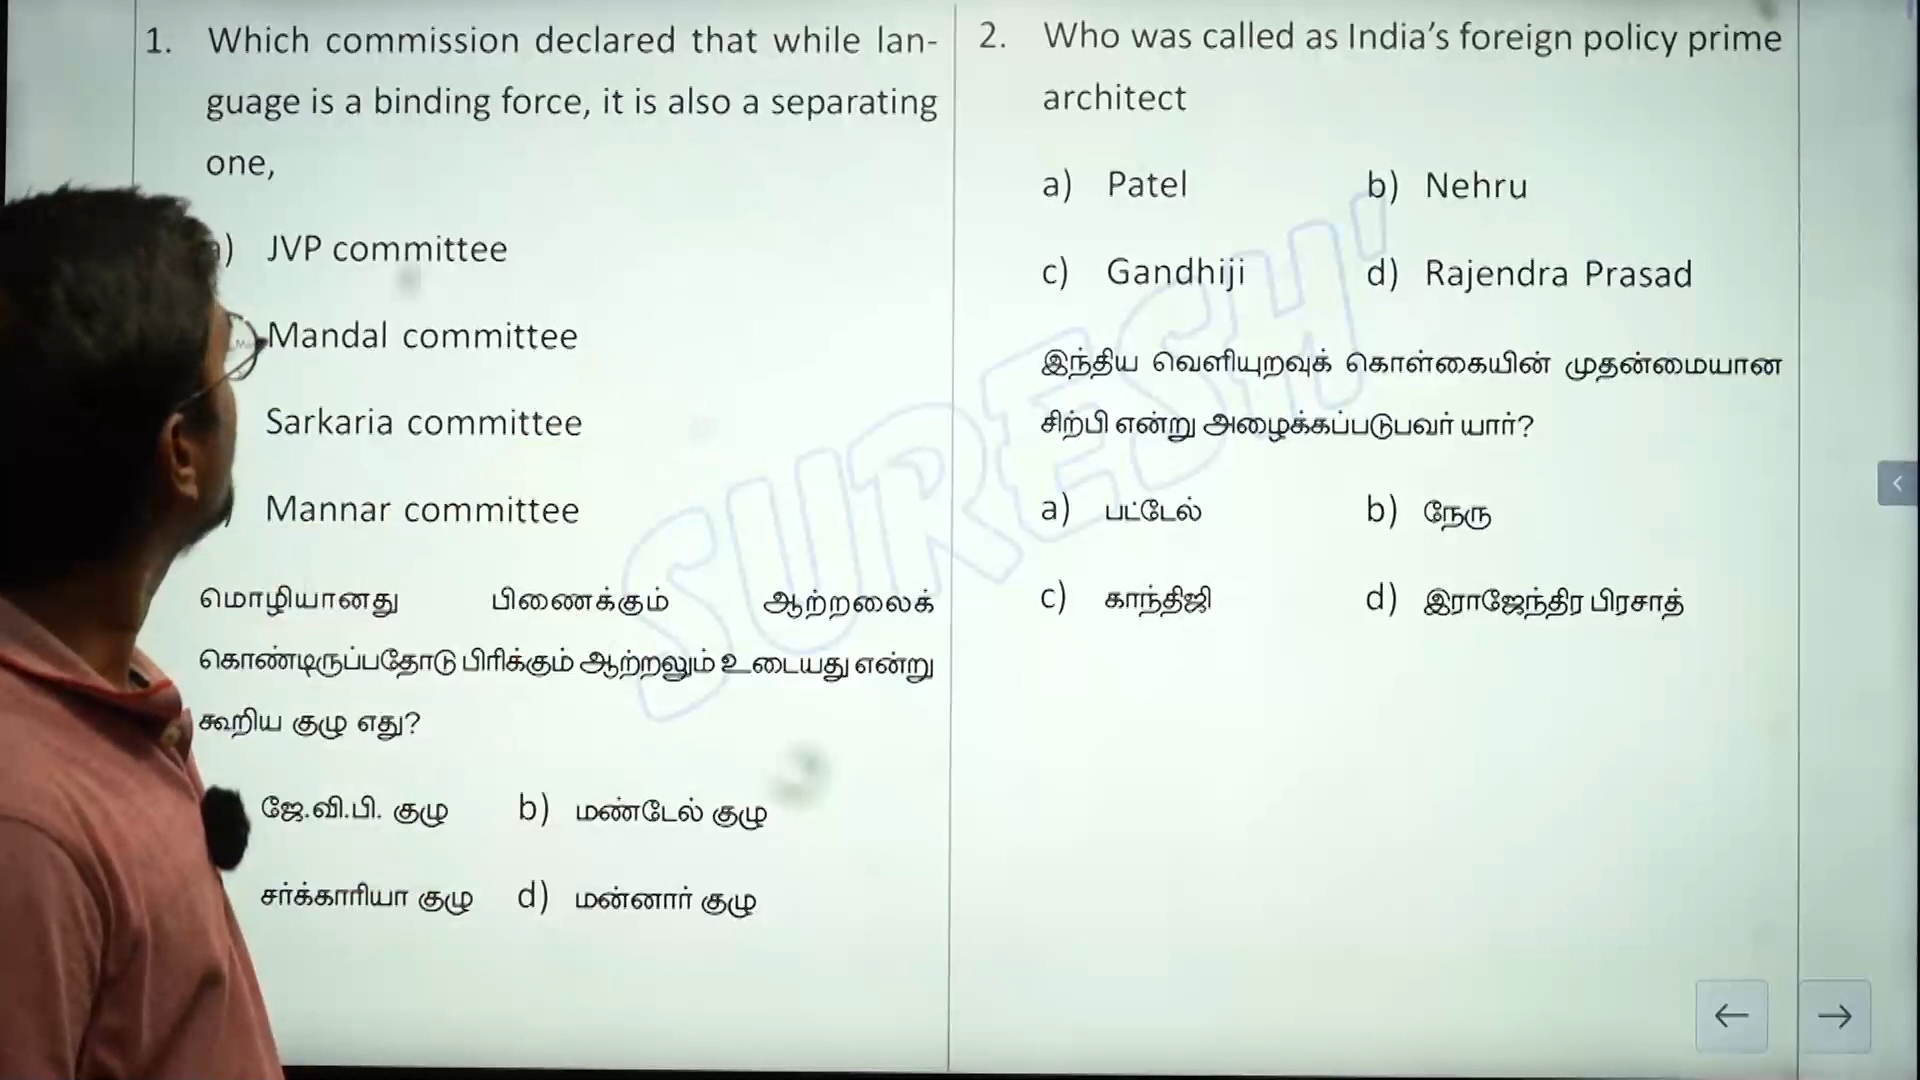 1. Which commission declared that while lan-
guage is a binding force, it is also a separating
one,
a) JVP committee
Mandal committee
Sarkaria committee
) Mannar committee
மொழியானது பிணைக்கும் ஆற்றலைக்
கொண்டிருப்பதோடு பிரிக்கும் ஆற்றலும் உடையது என்று
கூறிய குழு எது?
ஜே.வி.பி. குழு b) மண்டேல் குழு
சர்க்காரியா குழு d) மன்னார் குழு
2. Who was called as India’s foreign policy prime
architect
a) Patel b) Nehru
c) Gandhiji d) Rajendra Prasad
இந்திய வெளியுறவுக் கொள்கையின் முதன்மையான
சிற்பி என்று அழைக்கப்படுபவர் யார்?
a) பட்டேல் b) நேரு
c) காந்திஜி d) இராஜேந்திர பிரசாத்
SURESH'